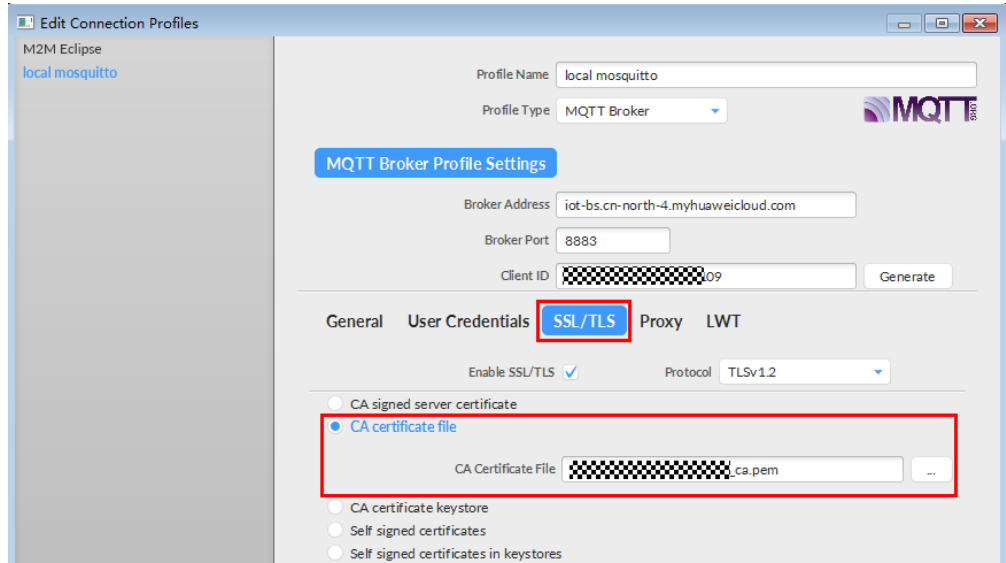 Edit Connection Profiles
M2M Eclipse
local mosquitto
Profile Name local mosquitto
Profile Type MQTT Broker
MQTT .ORG
MQTT Broker Profile Settings
Broker Address iot-bs.cn-north-4.myhuaweicloud.com
Broker Port 8883
Client ID 09 Generate
General User Credentials SSL/TLS Proxy LWT
Enable SSL/TLS Protocol TLSv1.2
CA signed server certificate
CA certificate file
CA Certificate File _ca.pem ...
CA certificate keystore
Self signed certificates
Self signed certificates in keystores